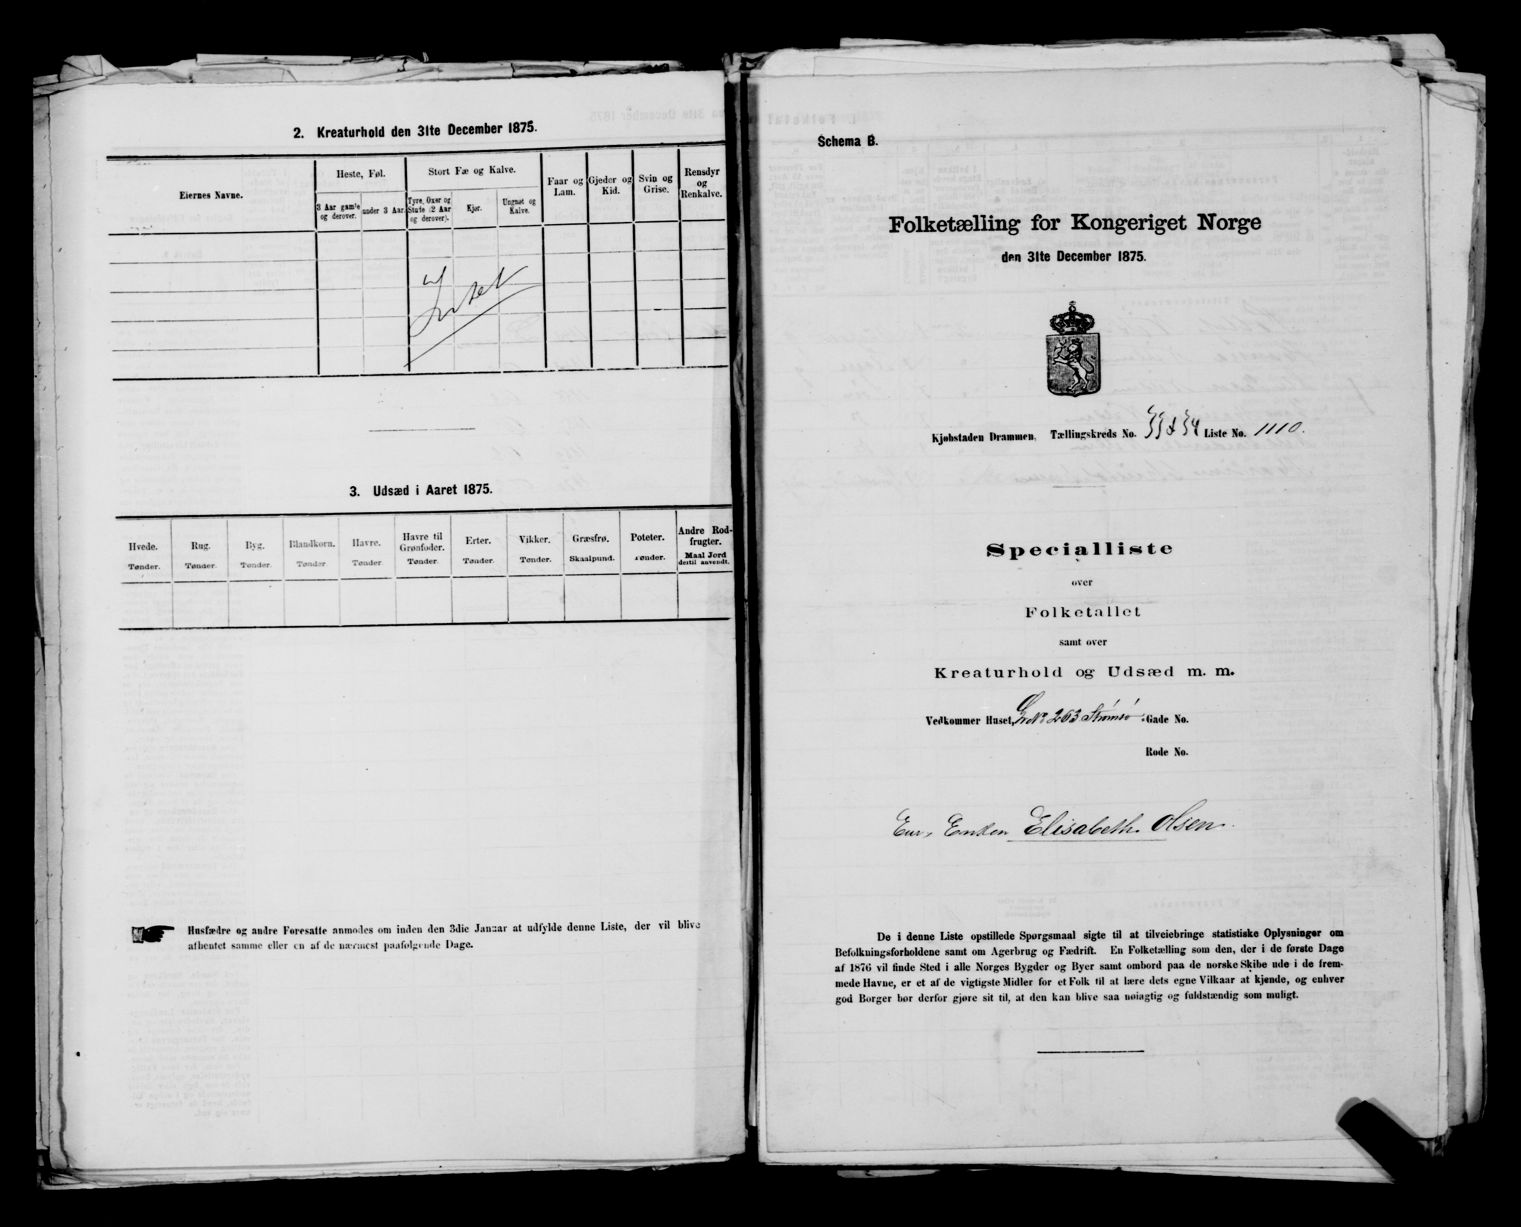 2. Kreaturhold den 31te December 1875.
Eiernes Navne.
Heste, Føl.
Stort Fæ og Kalve.
Faar og Lam.
Gjeder og Kid.
Svin og Grise.
Rensdyr og Renkalve.
3 Aar gamle og derover.
under 3 Aar.
Tyre, Oxer og Stude (2 Aar og derover).
Kjør.
Ungnøt og Kalve.
Intet
3. Udsæd i Aaret 1875.
Hvede. Rug. Byg. Blandkorn. Havre. Havre til Grønfoder. Erter. Vikker. Græsfrø. Poteter. Andre Rodfrugter.
Tønder. Tønder. Tønder. Tønder Tønder Tønder Tønder. Tønder. Skaalpund. Tønder. Maal Jord dertil anvendt.
Husfædre og andre Foresatte anmodes om inden den 3die Januar at udfylde denne Liste, der vil blive
afhentet samme eller en af de nærmest paafølgende Dage.
Schema B.
Folketælling for Kongeriget Norge
den 31te December 1875.
Kjøbstaden Drammen, Tællingskreds No. 33 & 34 Liste No. 1110.
Specialliste
over
Folketallet
samt over
Kreaturhold og Udsæd m. m.
Vedkommer Huset, GrNo 263 Strømsø Gade No.
Rode No.
Eier, Enken Elisabeth Olsen
De i denne Liste opstillede Spørgsmaal sigte til at tilveiebringe statistiske Oplysninger om
Befolkningsforholdene samt om Agerbrug og Fædrift. En Folketælling som den, der i de første Dage
af 1876 vil finde Sted i alle Norges Bygder og Byer samt ombord paa de norske Skibe ude i de frem-
mede Havne, er et af de vigtigste Midler for et Folk til at lære dets egne Vilkaar at kjende, og enhver
god Borger bør derfor gjøre sit til, at den kan blive saa nøiagtig og fuldstændig som muligt.